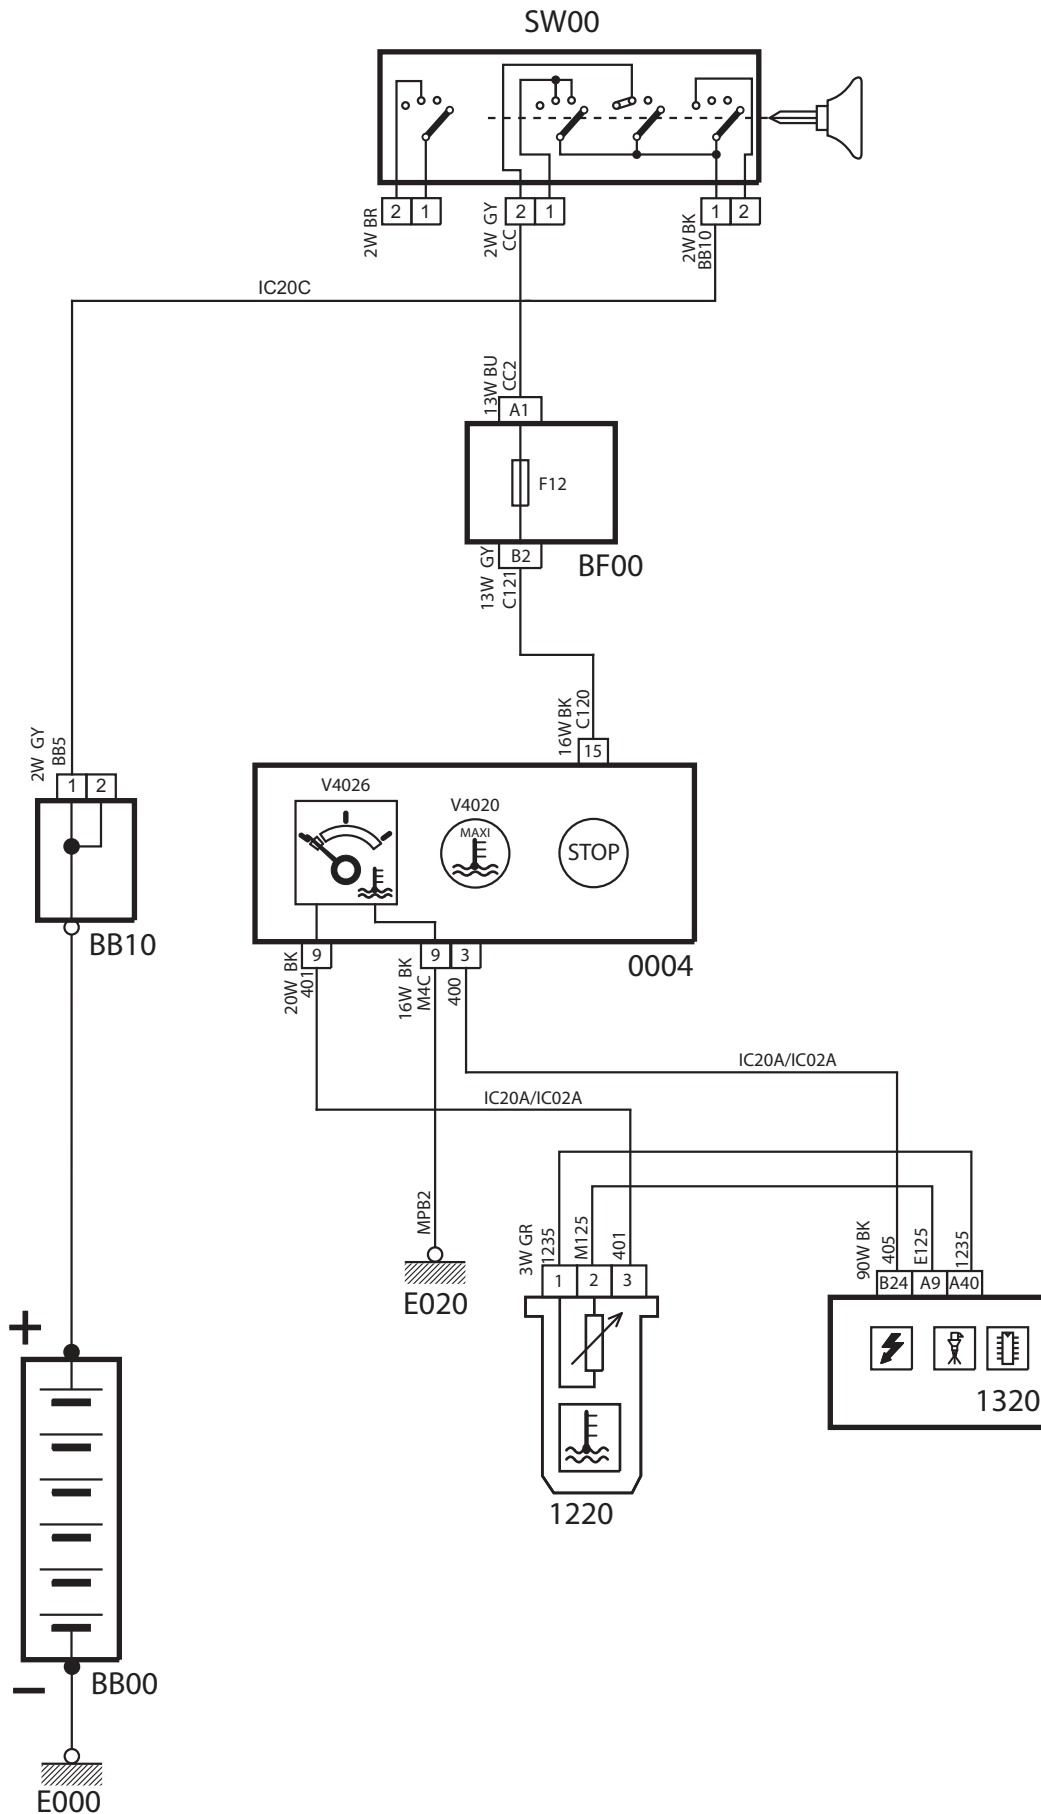 SW00
2W BR
2
1
2W GY
CC
2
1
2W BK
BB10
1
2
IC20C
13W BU
CC2
A1
F12
B2
BF00
13W GY
C121
16W BK
C120
15
2W GY
BB5
1
2
BB10
V4026
V4020
MAXI
STOP
0004
9
20W BK
401
9
3
16W BK
M4C
400
IC20A/IC02A
IC20A/IC02A
MPB2
E020
3W GR
1235
M125
401
1
2
3
1220
90W BK
405
E125
1235
B24
A9
A40
1320
+
BB00
−
E000